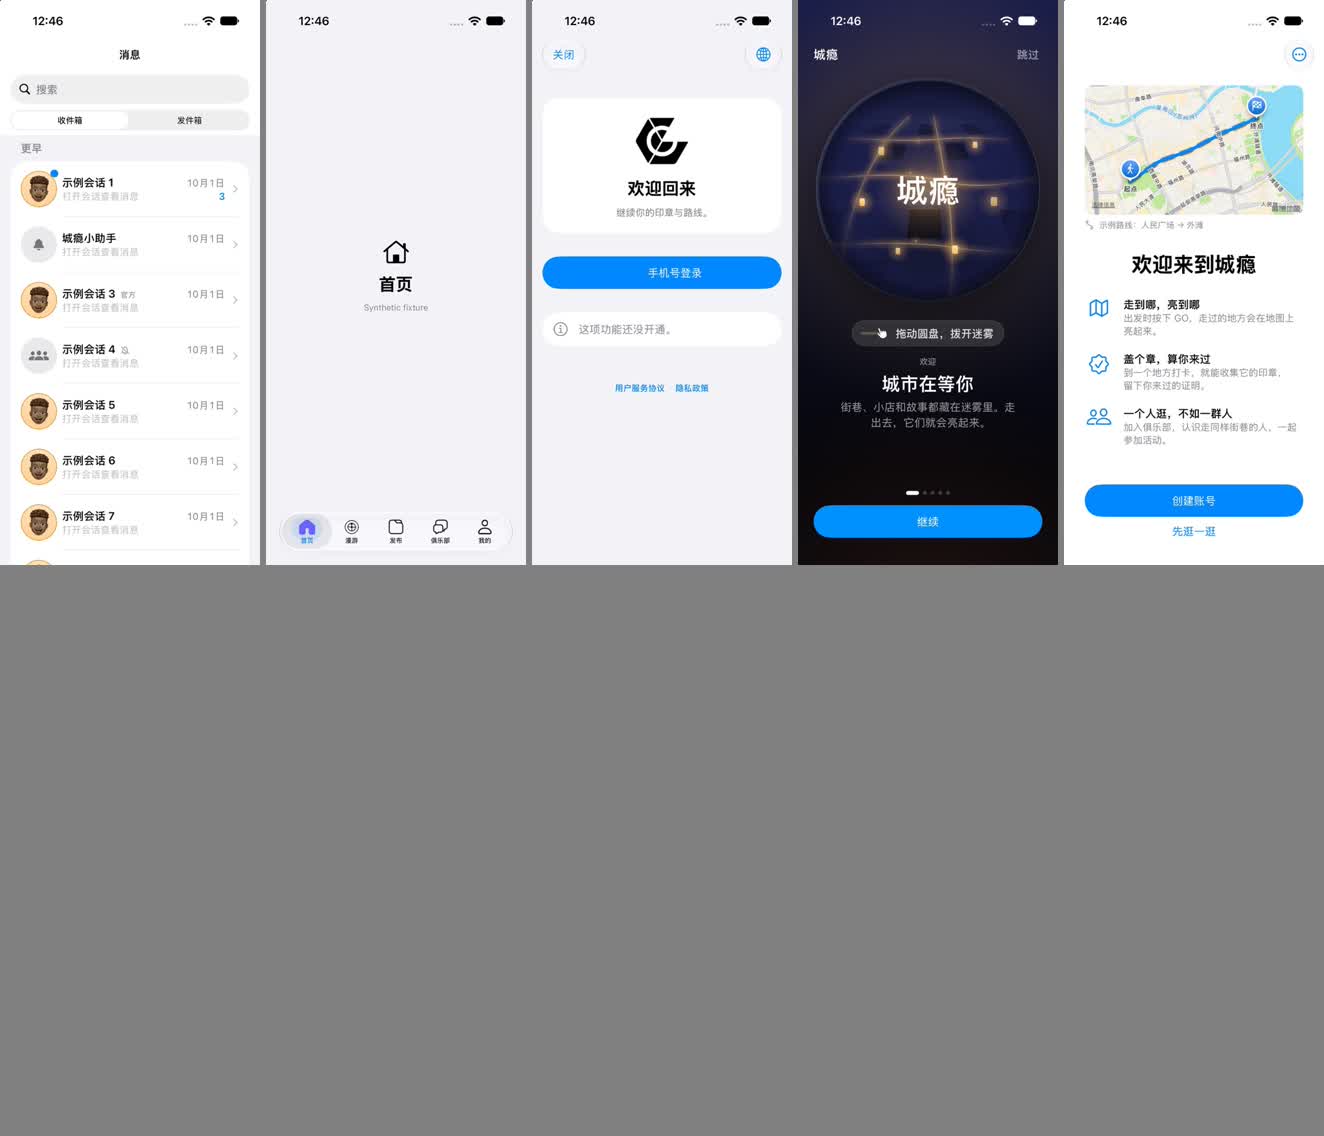 12:46
消息
搜索
收件箱
发件箱
更早
示例会话 1
10月1日
打开会话查看消息
3
城瘾小助手
10月1日
打开会话查看消息
示例会话 3 官方
10月1日
打开会话查看消息
示例会话 4
10月1日
打开会话查看消息
示例会话 5
10月1日
打开会话查看消息
示例会话 6
10月1日
打开会话查看消息
示例会话 7
10月1日
打开会话查看消息
12:46
首页
Synthetic fixture
首页
漫游
发布
俱乐部
我的
12:46
关闭
欢迎回来
继续你的印章与路线。
手机号登录
这项功能还没开通。
用户服务协议
隐私政策
12:46
城瘾
跳过
城瘾
拖动圆盘，拨开迷雾
欢迎
城市在等你
街巷、小店和故事都藏在迷雾里。走
出去，它们就会亮起来。
继续
12:46
终点
起点
示例路线：人民广场 → 外滩
欢迎来到城瘾
走到哪，亮到哪
出发时按下 GO，走过的地方会在地图上
亮起来。
盖个章，算你来过
到一个地方打卡，就能收集它的印章，
留下你来过的证明。
一个人逛，不如一群人
加入俱乐部，认识走同样街巷的人，一起
参加活动。
创建账号
先逛一逛